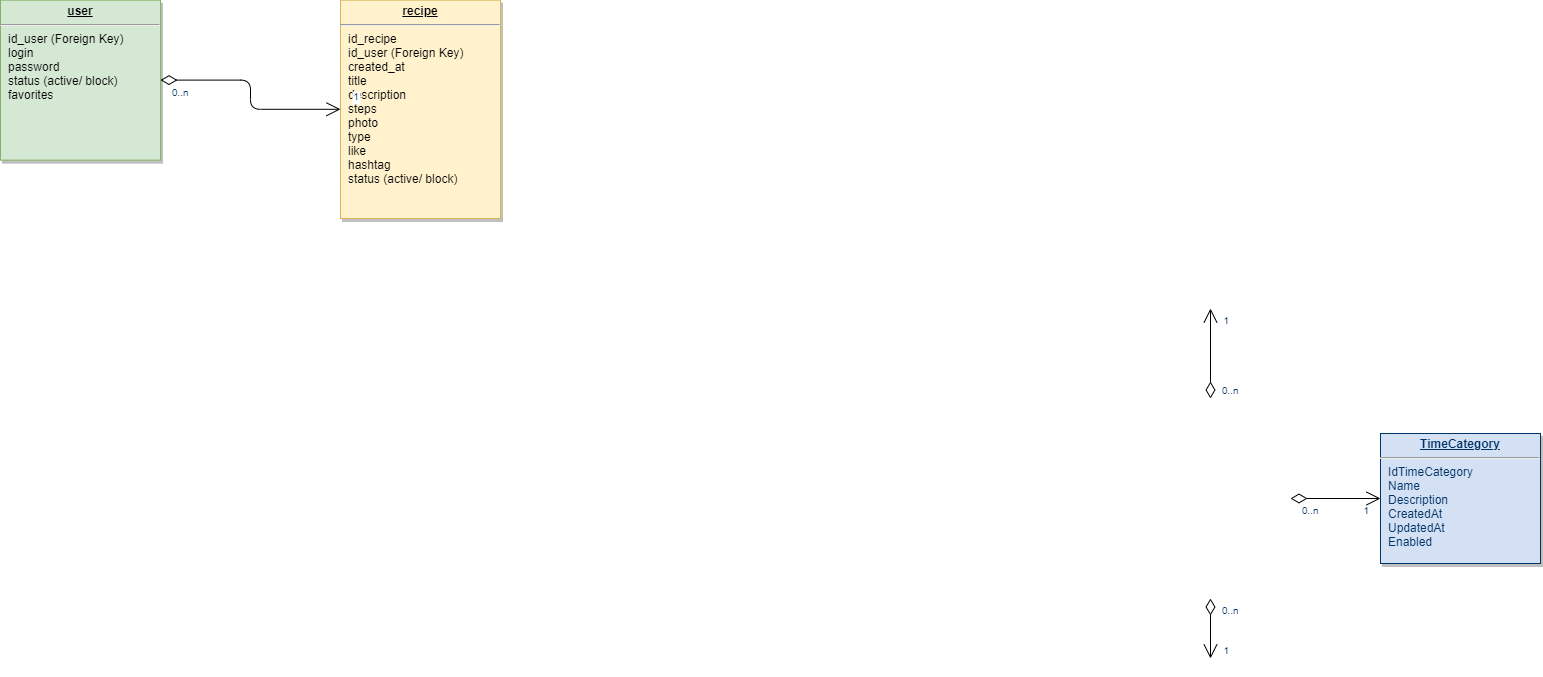 user
id_user (Foreign Key)
login
password
status (active/ block)
favorites
0..n
recipe
id_recipe
id_user (Foreign Key)
created_at
title
description
1
steps
photo
type
like
hashtag
status (active/ block)
1
0..n
0..n
1
TimeCategory
IdTimeCategory
Name
Description
CreatedAt
UpdatedAt
Enabled
0..n
1